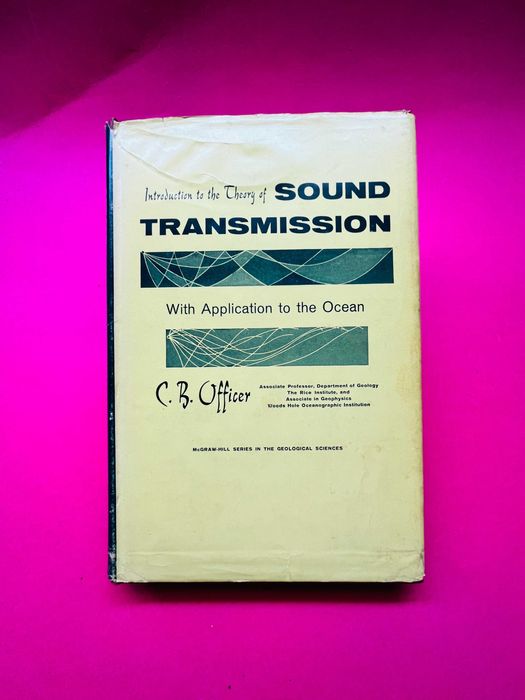 Introduction to the Theory of SOUND
TRANSMISSION
With Application to the Ocean
C. B. Officer
Associate Professor, Department of Geology
The Rice Institute, and
Associate in Geophysics
Woods Hole Oceanographic Institution
McGRAW-HILL SERIES IN THE GEOLOGICAL SCIENCES